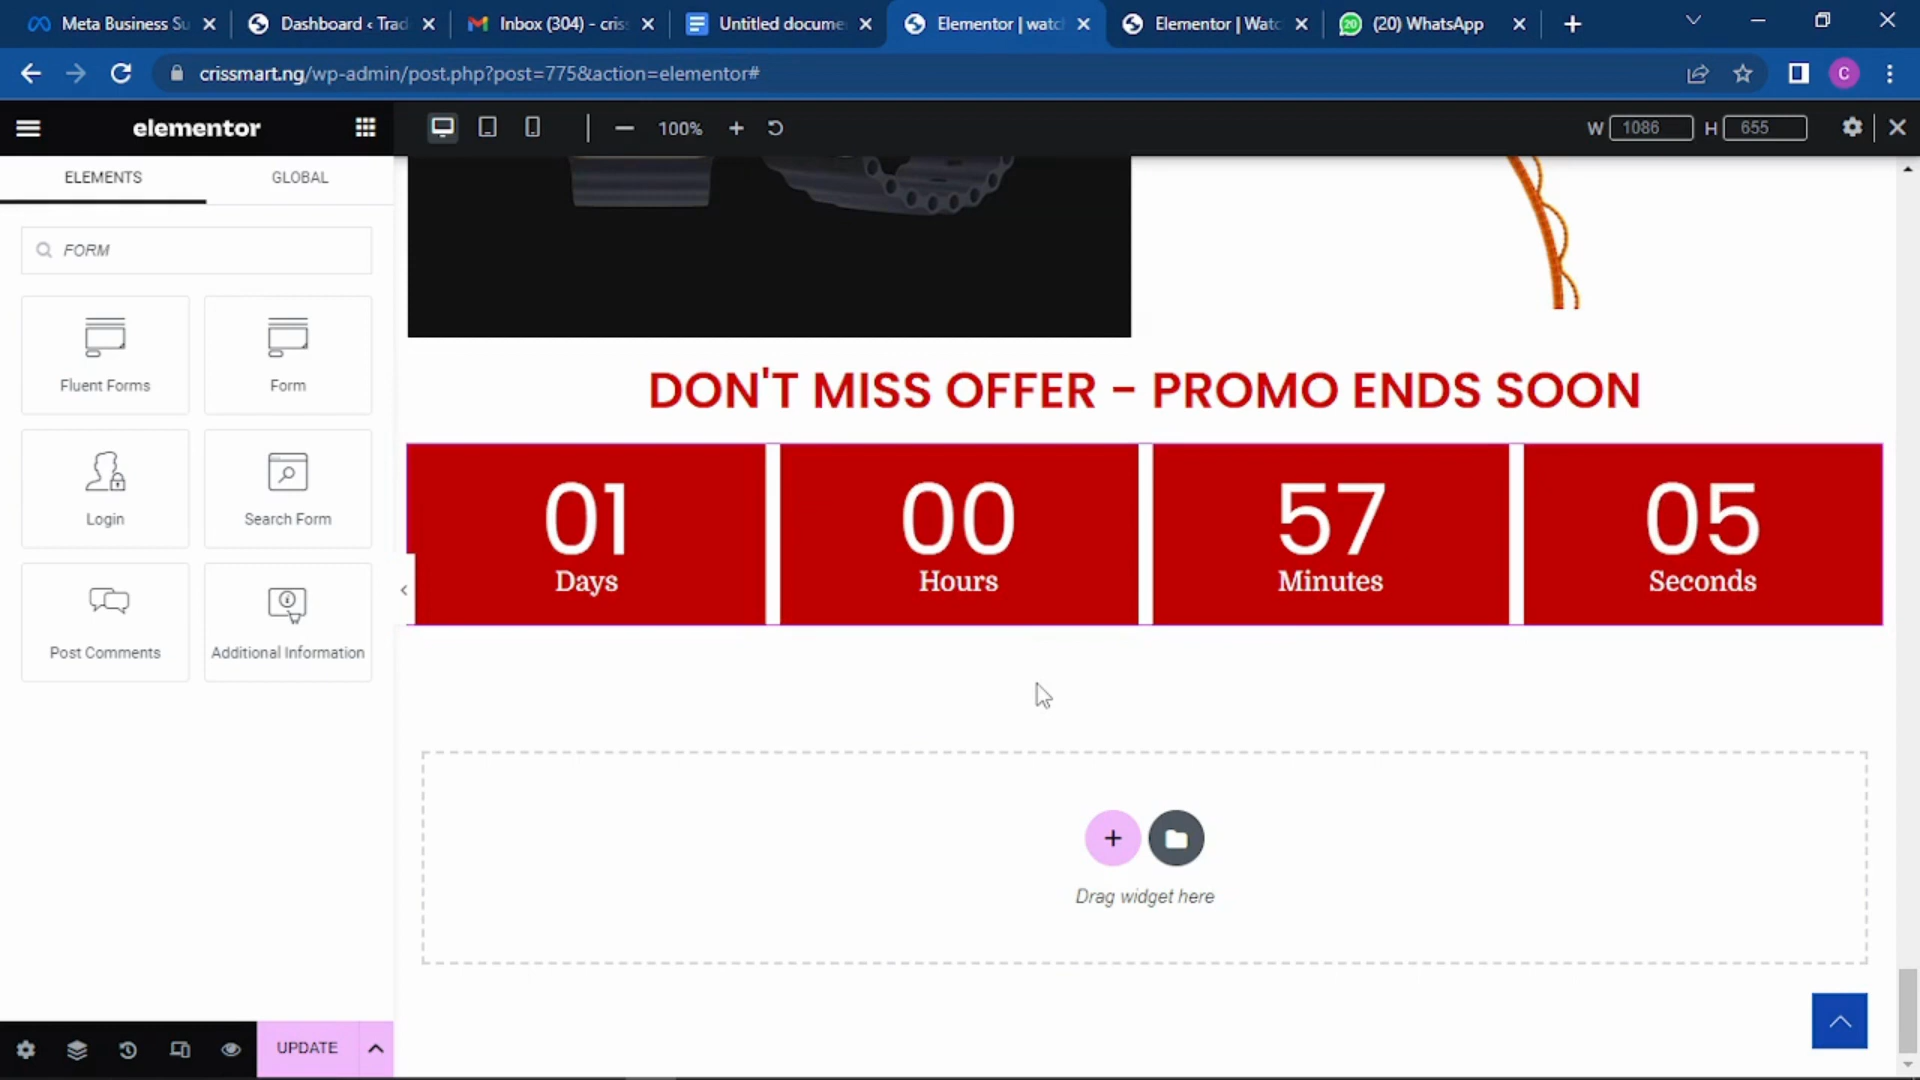 Meta Business Su
Dashboard ‹ Trad
Inbox (304) - cris
Untitled docume
Elementor | watc
Elementor | Watc
20
(20) WhatsApp
crissmart.ng/wp-admin/post.php?post=775&action=elementor#
C
elementor
100%
W 1086 H 655
ELEMENTS
GLOBAL
FORM
Fluent Forms
Form
Login
Search Form
Post Comments
Additional Information
DON'T MISS OFFER - PROMO ENDS SOON
01
Days
00
Hours
57
Minutes
05
Seconds
Drag widget here
UPDATE